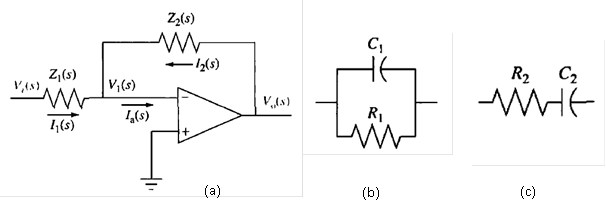 Z₂(s)
I₂(s)
Z₁(s)
Vᵢ(s)
V₁(s)
Vₒ(s)
I₁(s)
Iₐ(s)
−
+
(a)
C₁
R₁
(b)
R₂
C₂
(c)